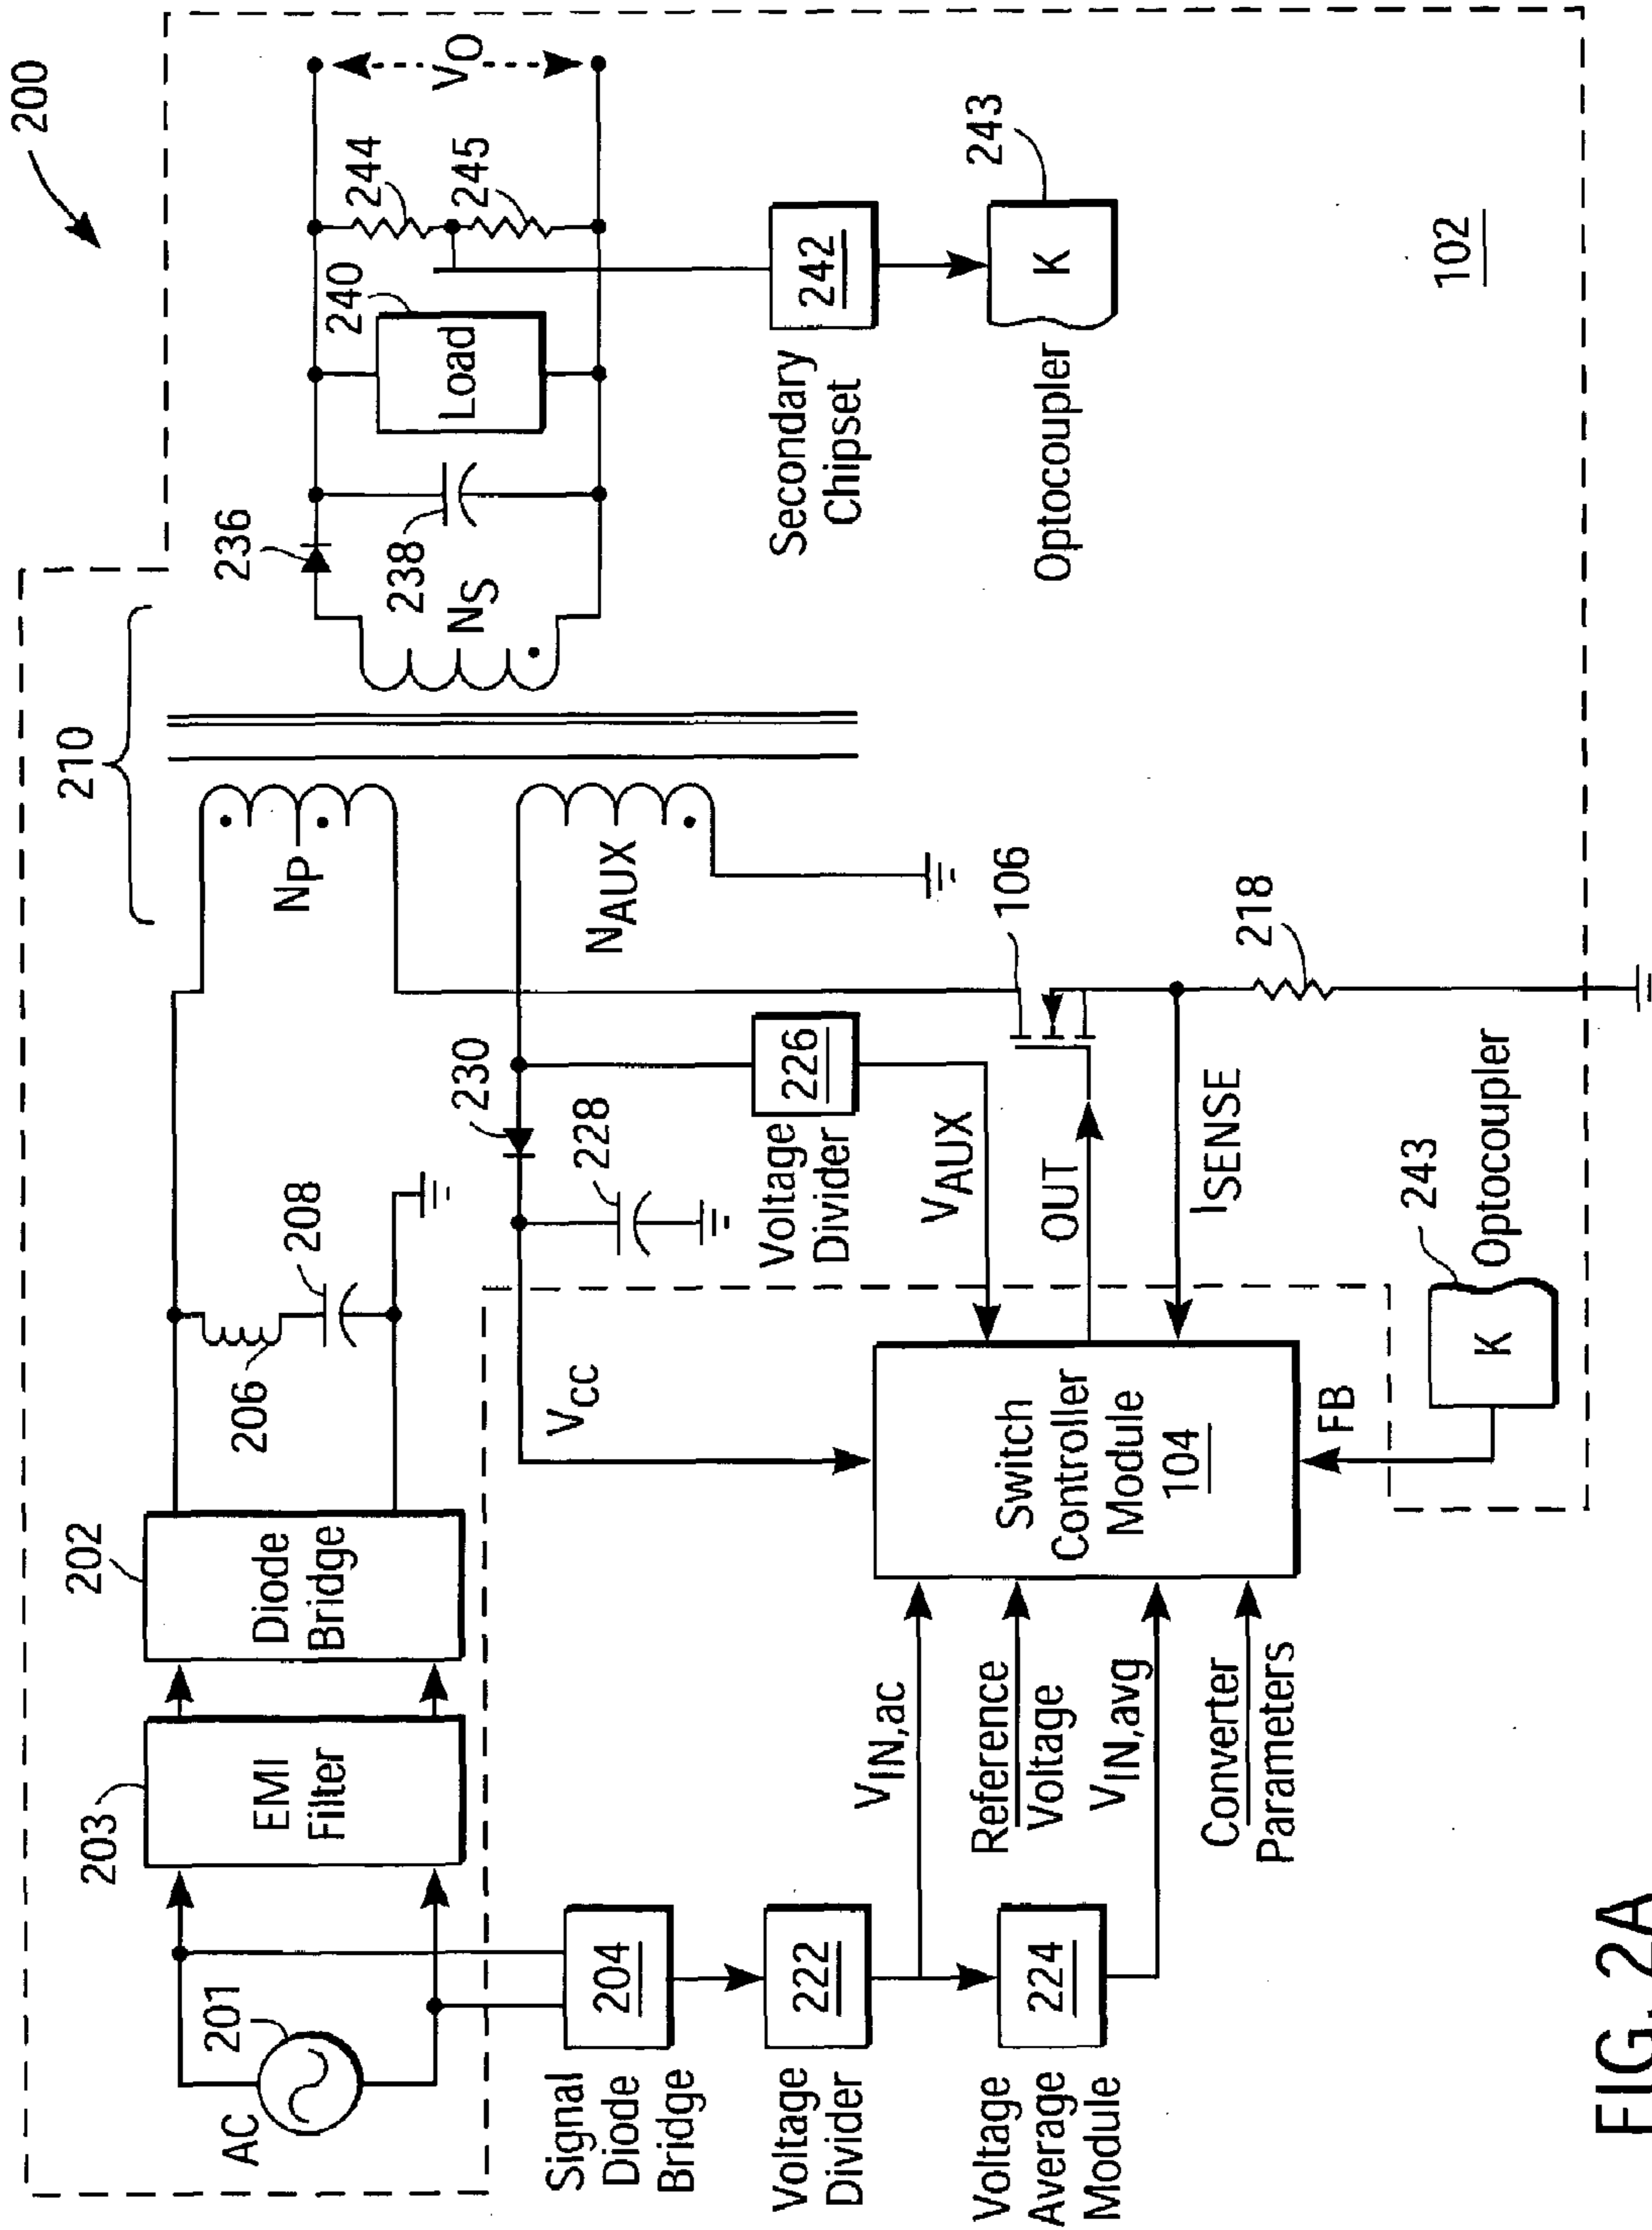 200
210
203
202
236
AC
201
EMI
Filter
Diode
Bridge
206
208
NP
NS
238
240
Load
244
245
VO
230
228
NAUX
VCC
Signal
Diode
Bridge
204
Voltage
Divider
222
Voltage
Average
Module
224
VIN,ac
Reference
Voltage
VIN,avg
Converter
Parameters
Switch
Controller
Module
104
Voltage
Divider
226
VAUX
OUT
ISENSE
106
218
FB
K
243
Optocoupler
Secondary
Chipset
242
Optocoupler
K
243
102
FIG. 2A